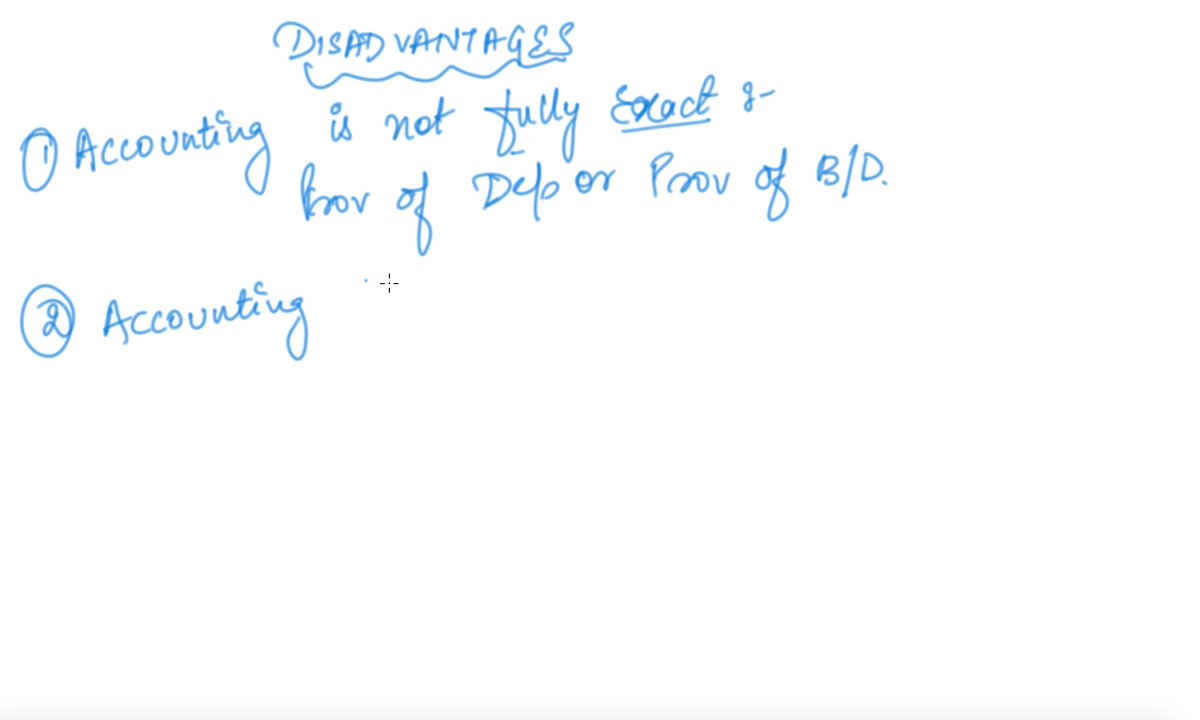 DISADVANTAGES
① Accounting is not fully Exact :-
Prov of Dep or Prov of B/D.
② Accounting